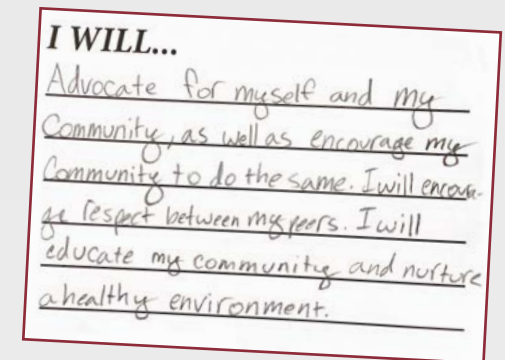 I WILL...
Advocate for myself and my
Community, as well as encourage my
Community to do the same. I will encoura-
ge respect between my peers. I will
educate my community and nurture
a healthy environment.